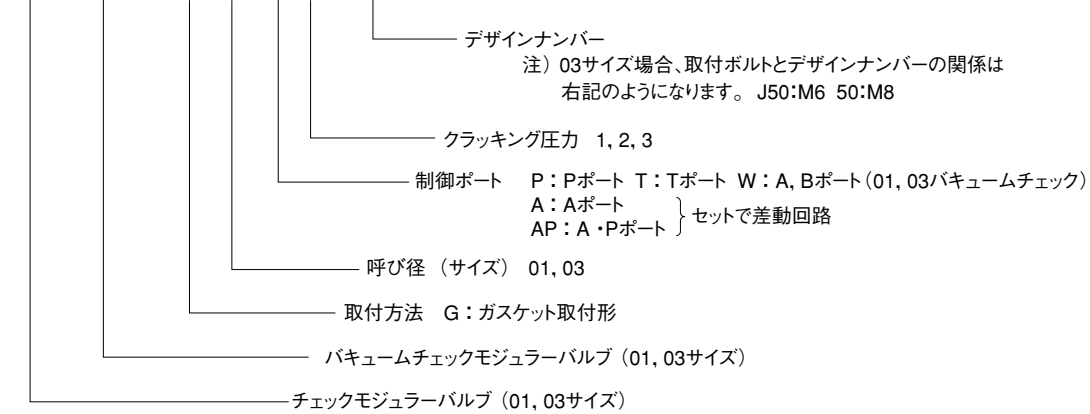 デザインナンバー
注） 03サイズ場合、取付ボルトとデザインナンバーの関係は
右記のようになります。 J50：M6 50：M8
クラッキング圧力 1, 2, 3
制御ポート P：Pポート T：Tポート W：A, Bポート（01, 03バキュームチェック）
A：Aポート
AP：A・Pポート
セットで差動回路
呼び径 （サイズ） 01, 03
取付方法 G：ガスケット取付形
バキュームチェックモジュラーバルブ（01, 03サイズ）
チェックモジュラーバルブ（01, 03サイズ）